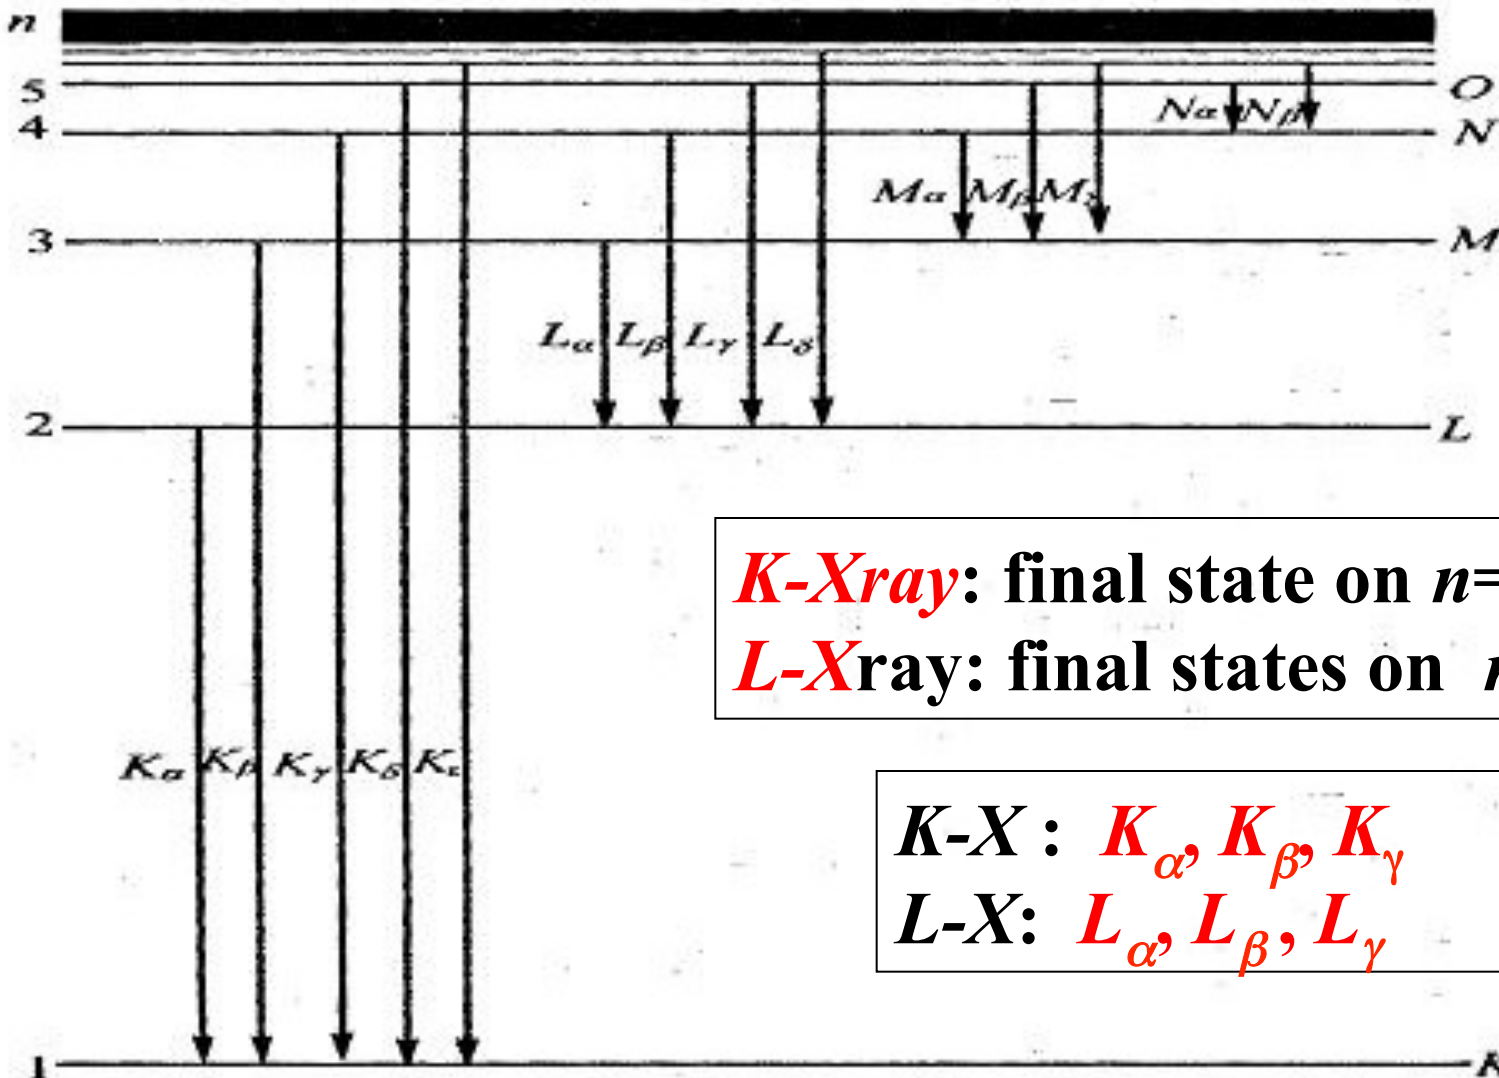 n
5 O
Nα Nβ
4 N
Mα Mβ
3 M
Lα Lβ Lγ Lδ
2 L
K-Xray: final state on n=
L-Xray: final states on
Kα Kβ Kγ Kδ Kε
K-X : Kα, Kβ, Kγ
L-X: Lα, Lβ, Lγ
1 K